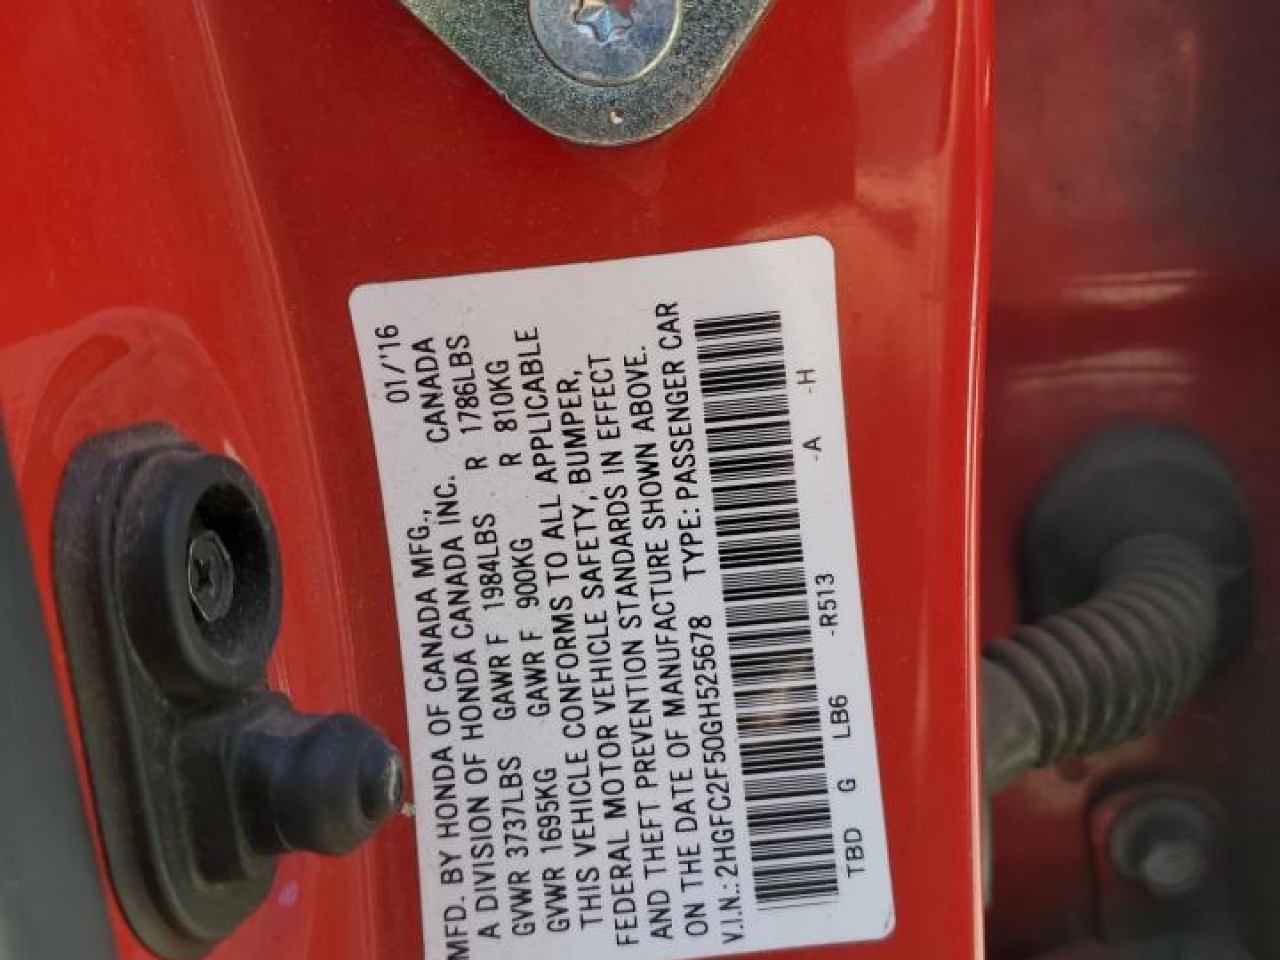 MFD. BY HONDA OF CANADA MFG., 01/'16
A DIVISION OF HONDA CANADA INC. CANADA
GVWR 3737LBS GAWR F 1984LBS R 1786LBS
GVWR 1695KG GAWR F 900KG R 810KG
THIS VEHICLE CONFORMS TO ALL APPLICABLE
FEDERAL MOTOR VEHICLE SAFETY, BUMPER,
AND THEFT PREVENTION STANDARDS IN EFFECT
ON THE DATE OF MANUFACTURE SHOWN ABOVE.
V.I.N.: 2HGFC2F50GH525678 TYPE: PASSENGER CAR
TBD G LB6 -R513 -A -H